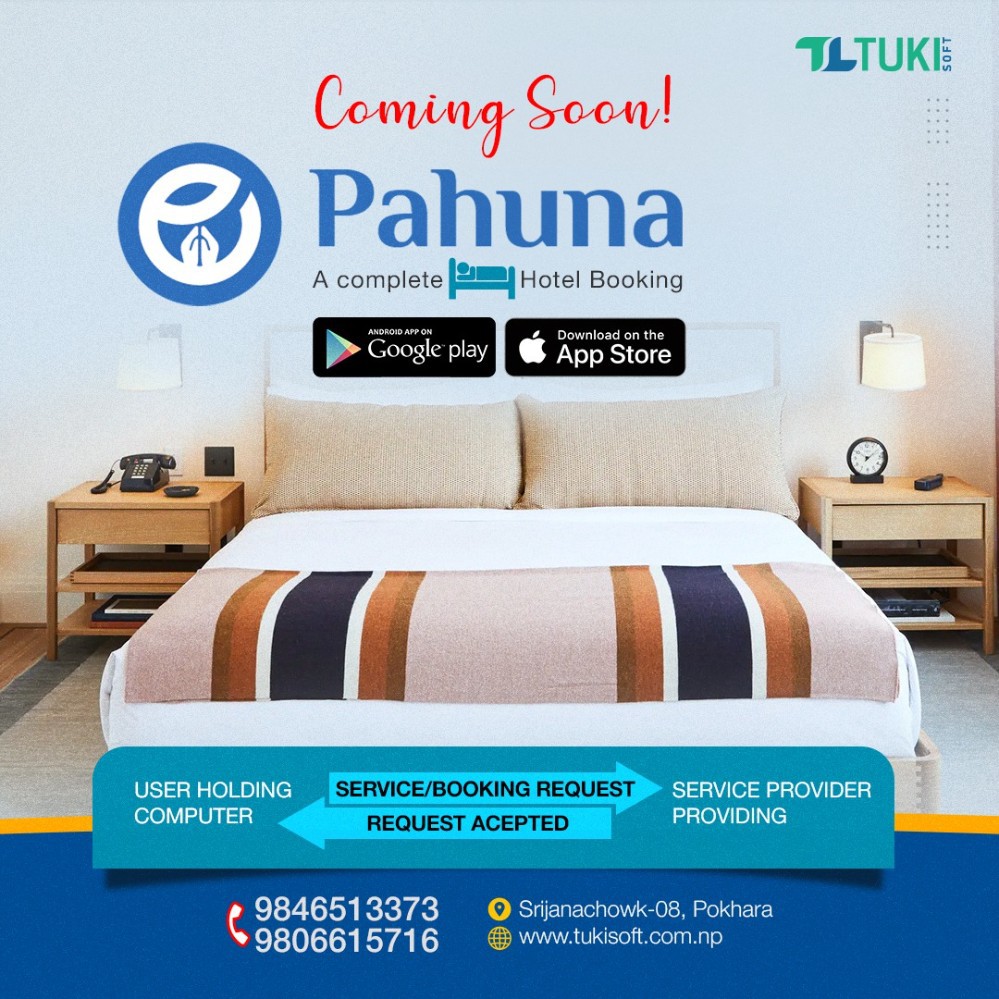 TUKI SOFT
Coming Soon!
Pahuna
A complete Hotel Booking
ANDROID APP ON
Google play
Download on the
App Store
USER HOLDING
COMPUTER
SERVICE/BOOKING REQUEST
REQUEST ACEPTED
SERVICE PROVIDER
PROVIDING
9846513373
9806615716
Srijanachowk-08, Pokhara
www.tukisoft.com.np